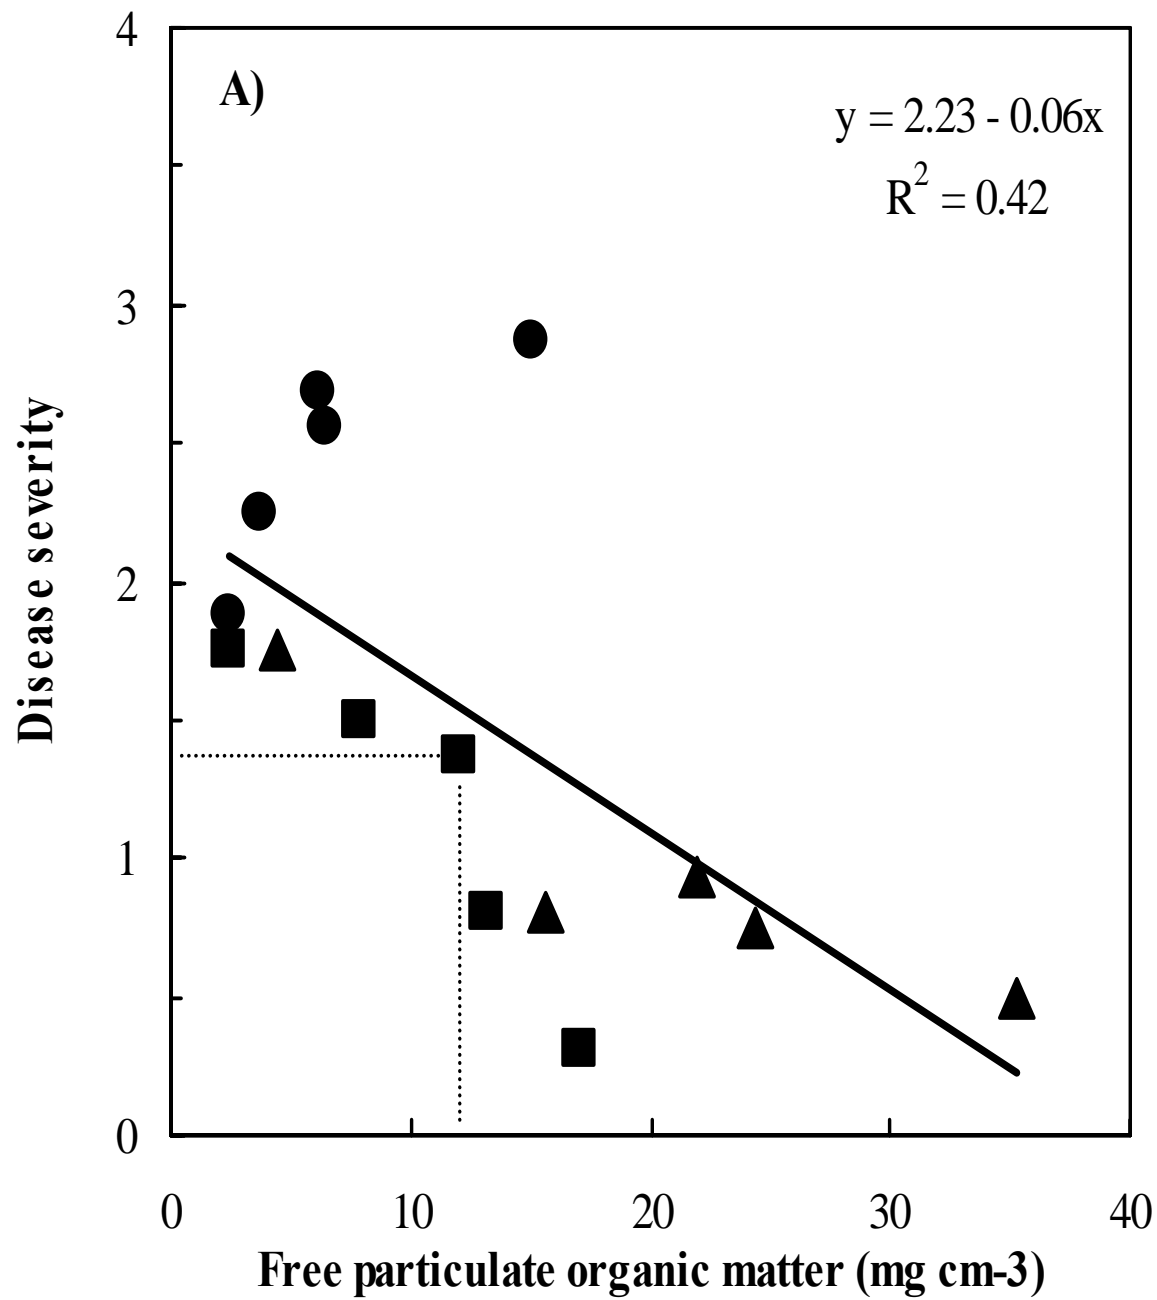 A)
y = 2.23 - 0.06x
R² = 0.42
4
3
2
1
0
Disease severity
0 10 20 30 40
Free particulate organic matter (mg cm-3)